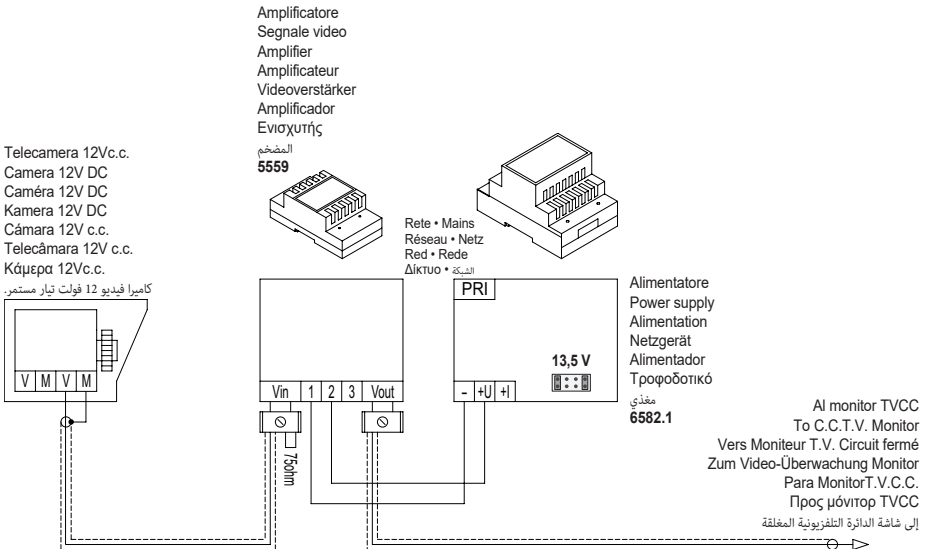 Amplificatore
Segnale video
Amplifier
Amplificateur
Videoverstärker
Amplificador
Ενισχυτής
المضخم
5559
Telecamera 12Vc.c.
Camera 12V DC
Caméra 12V DC
Kamera 12V DC
Cámara 12V c.c.
Telecâmara 12V c.c.
Κάμερα 12Vc.c.
كاميرا فيديو 12 فولت تيار مستمر.
V M V M
Rete • Mains
Réseau • Netz
Red • Rede
Δίκτυο • الشبكة
Vin 1 2 3 Vout
75ohm
PRI
13,5 V
– +U +I
Alimentatore
Power supply
Alimentation
Netzgerät
Alimentador
Τροφοδοτικό
مغذي
6582.1
Al monitor TVCC
To C.C.T.V. Monitor
Vers Moniteur T.V. Circuit fermé
Zum Video-Überwachung Monitor
Para MonitorT.V.C.C.
Προς μόνιτορ TVCC
إلى شاشة الدائرة التلفزيونية المغلقة